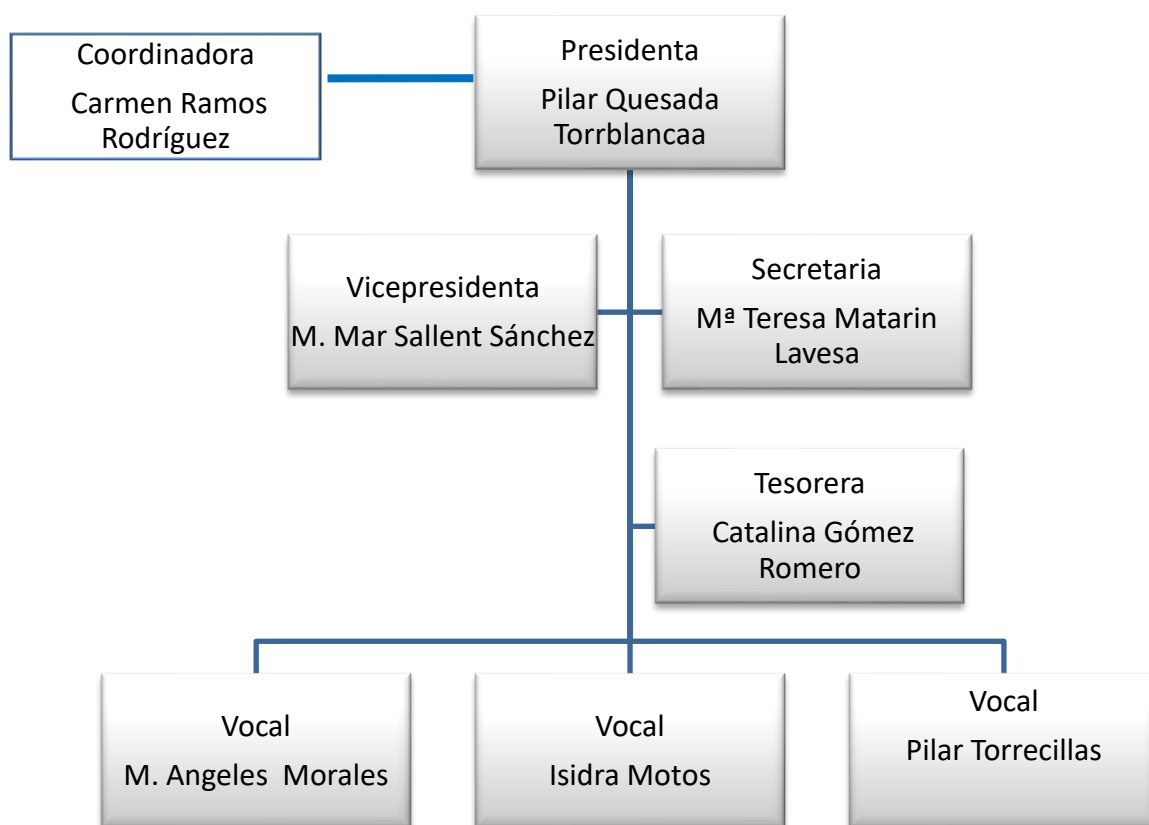 Coordinadora
Carmen Ramos
Rodríguez
Presidenta
Pilar Quesada
Torrblancaa
Vicepresidenta
M. Mar Sallent Sánchez
Secretaria
Mª Teresa Matarin
Lavesa
Tesorera
Catalina Gómez
Romero
Vocal
M. Angeles  Morales
Vocal
Isidra Motos
Vocal
Pilar Torrecillas